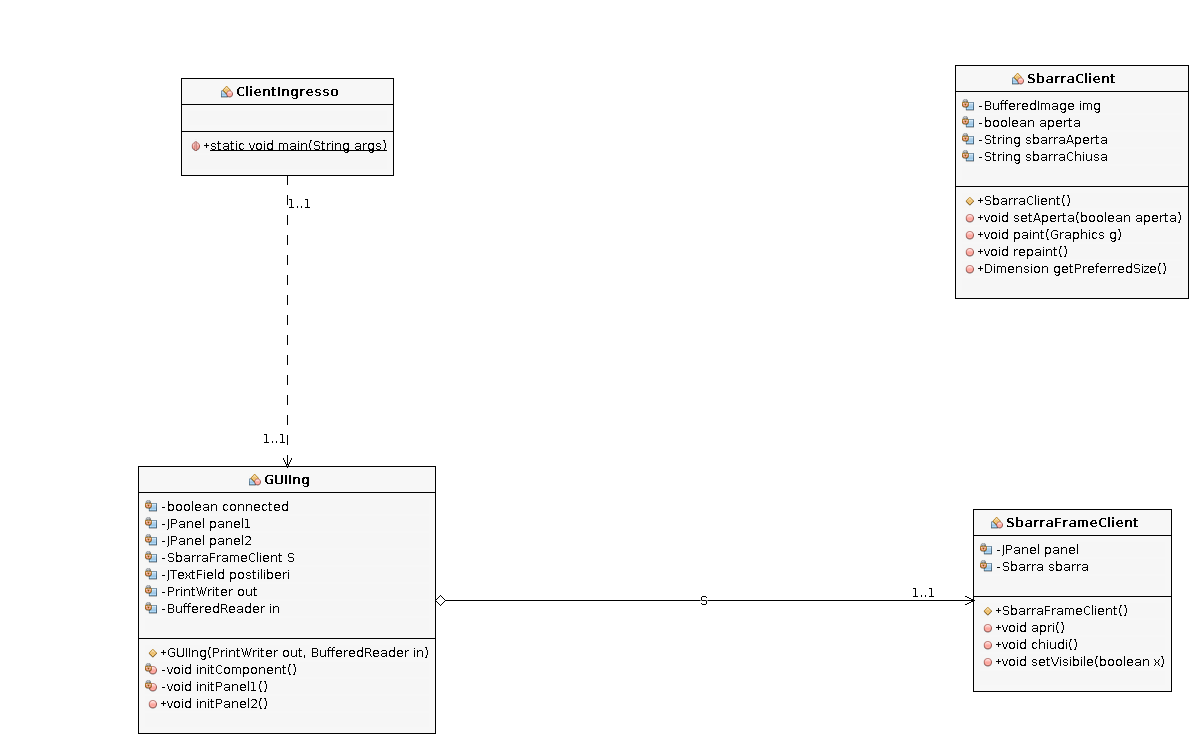 ClientIngresso
+static void main(String args)
1..1
1..1
SbarraClient
-BufferedImage img
-boolean aperta
-String sbarraAperta
-String sbarraChiusa
+SbarraClient()
+void setAperta(boolean aperta)
+void paint(Graphics g)
+void repaint()
+Dimension getPreferredSize()
GUIIng
-boolean connected
-JPanel panel1
-JPanel panel2
-SbarraFrameClient S
-JTextField postiliberi
-PrintWriter out
-BufferedReader in
+GUIIng(PrintWriter out, BufferedReader in)
-void initComponent()
-void initPanel1()
+void initPanel2()
S
1..1
SbarraFrameClient
-JPanel panel
-Sbarra sbarra
+SbarraFrameClient()
+void apri()
+void chiudi()
+void setVisibile(boolean x)